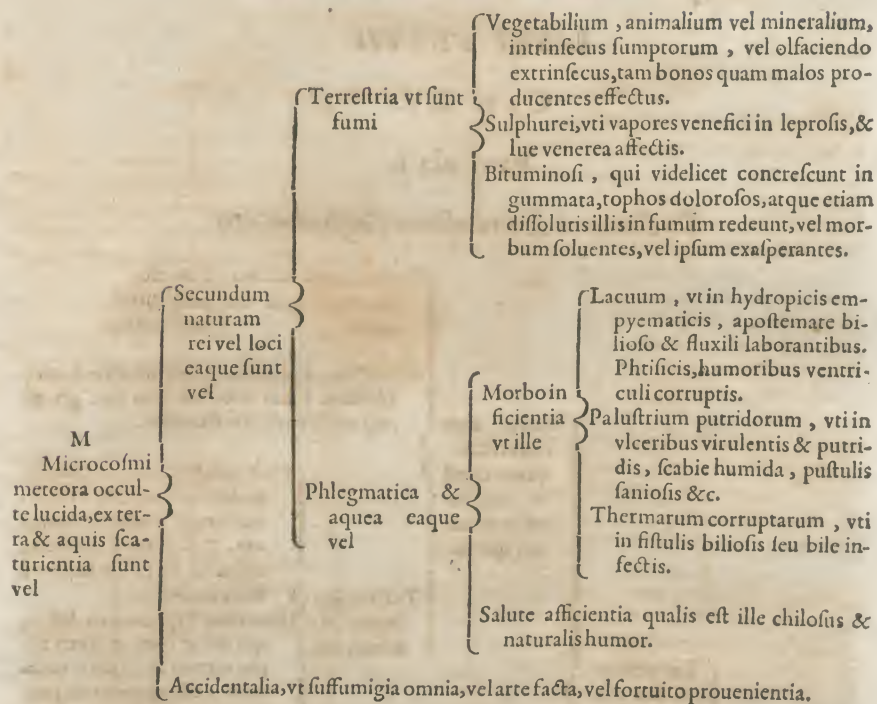 Vegetabilium , animalium vel mineralium,
intrinſecus ſumptorum , vel olfaciendo
extrinſecus,tam bonos quam malos pro-
ducentes effectus.
Terreſtria vt ſunt
fumi
Sulphurei,vti vapores venefici in leproſis,&
lue venerea affectis.
Bituminoſi , qui videlicet concreſcunt in
gummata,tophos doloroſos,atque etiam
diſſolutis illis in fumum redeunt,vel mor-
bum ſoluentes,vel ipſum exaſperantes.
Secundum
naturam
rei vel loci
eaque ſunt
vel
Lacuum , vt in hydropicis em-
pyematicis , apoſtemate bi-
lioſo & fluxili laborantibus.
Phtiſicis,humoribus ventri-
culi corruptis.
Morbo in
ficientia
vt ille
Paluſtrium putridorum , vti in
vlceribus virulentis & putri-
dis , ſcabie humida , puſtulis
ſanioſis &c.
Thermarum corruptarum , vti
in fiſtulis bilioſis ſeu bile in-
fectis.
M
Microcoſmi
meteora occul-
te lucida,ex ter-
ra & aquis ſca-
turientia ſunt
vel
Phlegmatica &
aquea eaque
vel
Salute afficientia qualis eſt ille chiloſus &
naturalis humor.
Accidentalia,vt ſuffumigia omnia,vel arte facta,vel fortuito prouenientia.